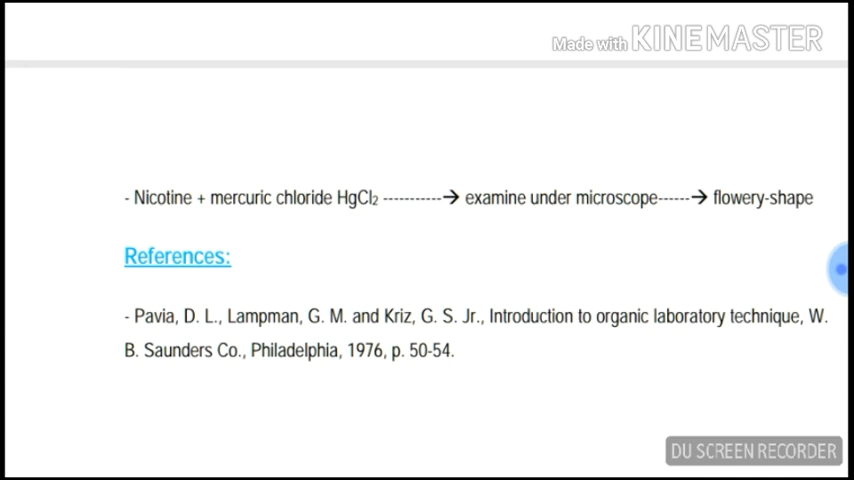 Made with KINEMASTER
- Nicotine + mercuric chloride HgCl₂ -----------→ examine under microscope------→ flowery-shape
References:
- Pavia, D. L., Lampman, G. M. and Kriz, G. S. Jr., Introduction to organic laboratory technique, W.
B. Saunders Co., Philadelphia, 1976, p. 50-54.
DU SCREEN RECORDER